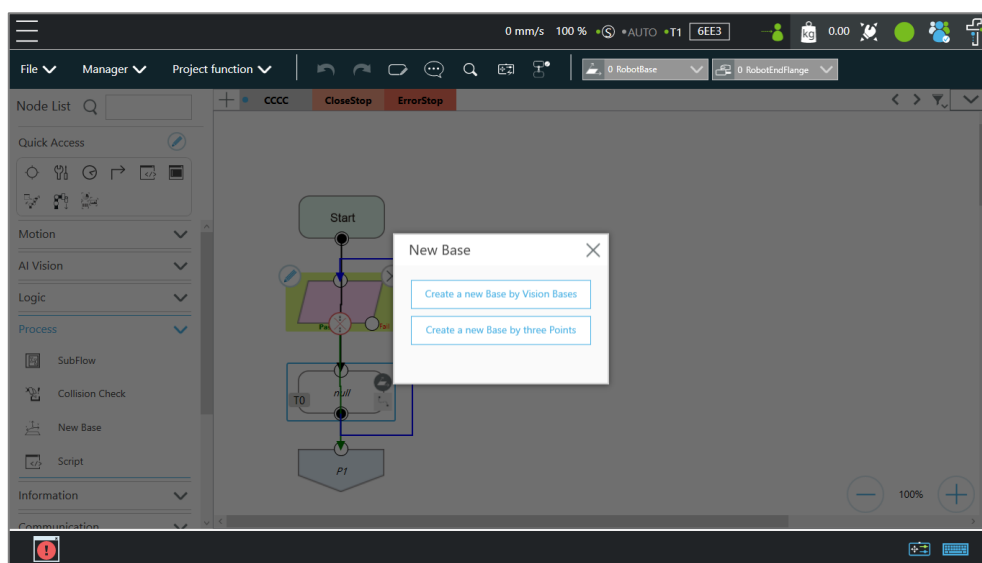 0 mm/s 100 % •Ⓢ •AUTO •T1 6EE3 kg 0.00
File Manager Project function 0 RobotBase 0 RobotEndFlange
Node List
CCCC CloseStop ErrorStop
Quick Access
Motion
AI Vision
Logic
Process
SubFlow
Collision Check
New Base
Script
Information
Communication
Start
Fail
T0 null
P1
New Base
Create a new Base by Vision Bases
Create a new Base by three Points
100%